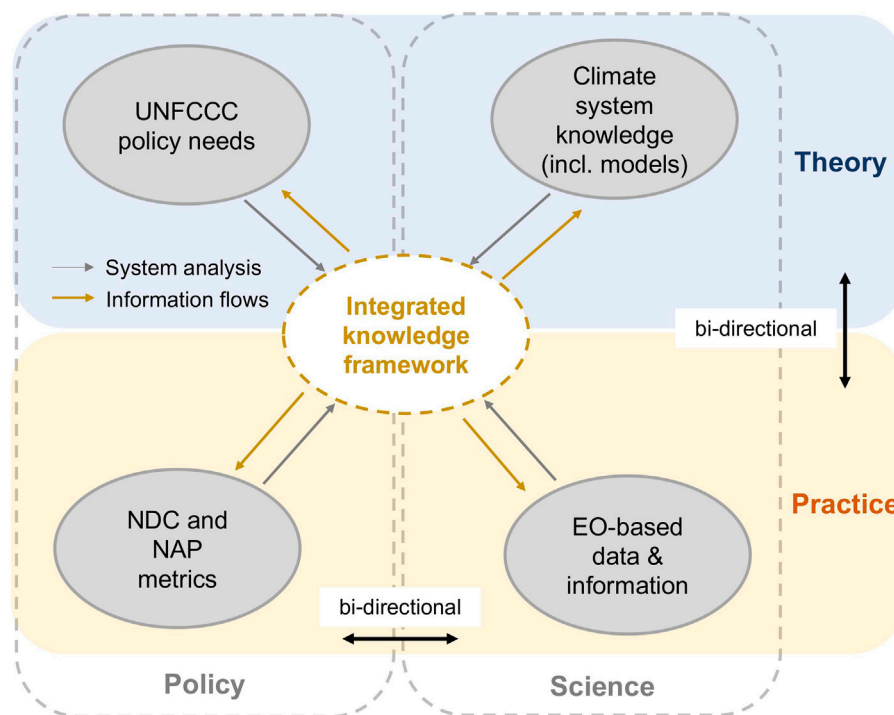 UNFCCC
policy needs
Climate
system
knowledge
(incl. models)
Theory
System analysis
Information flows
Integrated
knowledge
framework
bi-directional
Practice
NDC and
NAP
metrics
EO-based
data &
information
bi-directional
Policy
Science